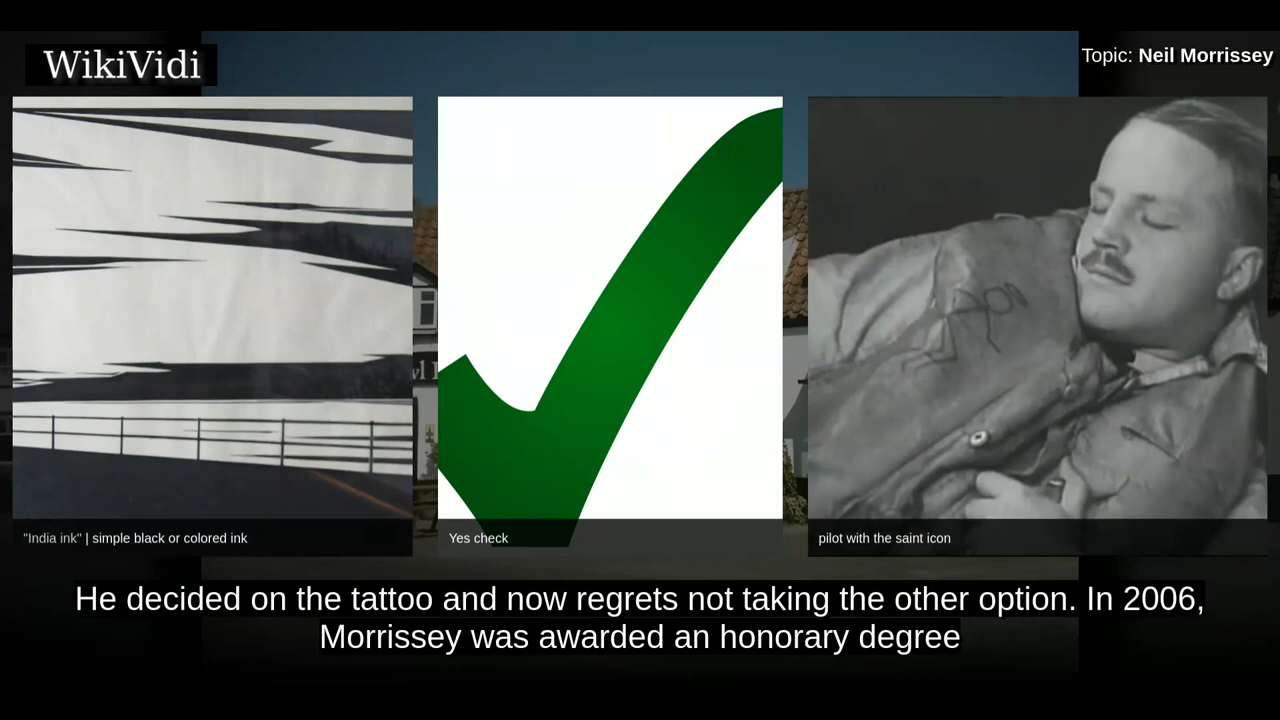 WikiVidi
Topic: Neil Morrissey
"India ink" | simple black or colored ink
Yes check
pilot with the saint icon
He decided on the tattoo and now regrets not taking the other option. In 2006,
Morrissey was awarded an honorary degree